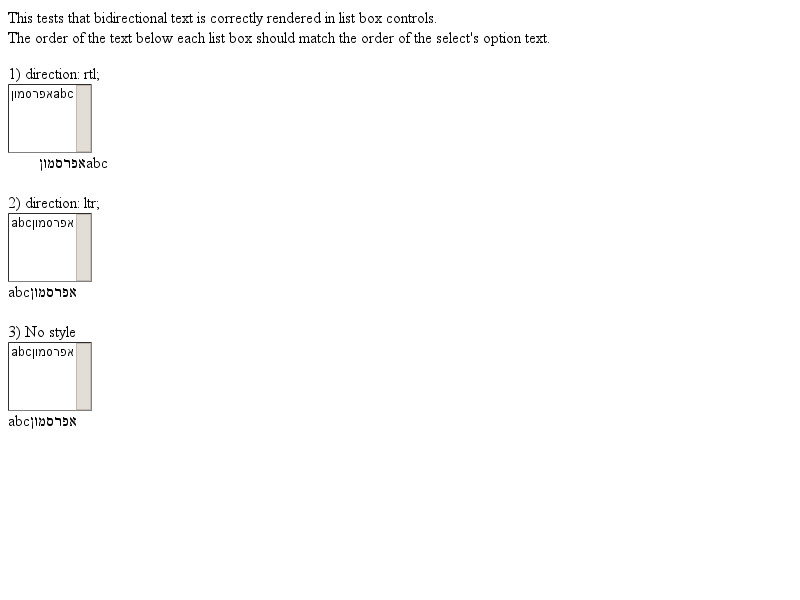 This tests that bidirectional text is correctly rendered in list box controls.
The order of the text below each list box should match the order of the select's option text.
1) direction: rtl;
abcאפרסמון
abcאפרסמון
2) direction: ltr;
abcאפרסמון
abcאפרסמון
3) No style
abcאפרסמון
abcאפרסמון